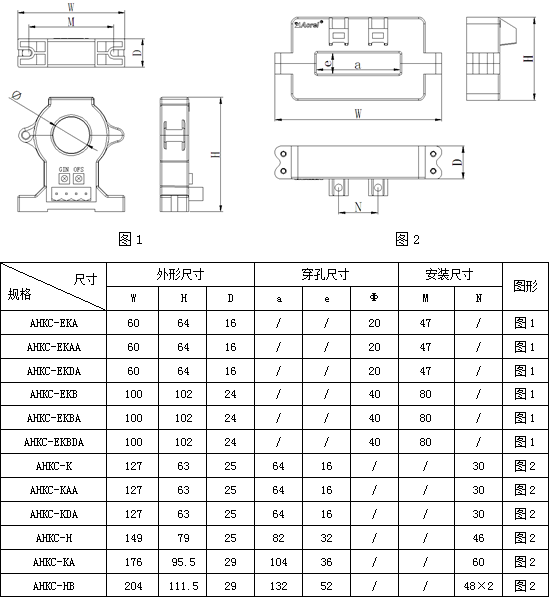 W
M
D
Φ
H
GIN OFS
图1
Acrel
e
a
W
H
D
N
图2
尺寸
规格
外形尺寸 穿孔尺寸 安装尺寸 图形
W H D a e Φ M N
AHKC-EKA 60 64 16 / / 20 47 / 图1
AHKC-EKAA 60 64 16 / / 20 47 / 图1
AHKC-EKDA 60 64 16 / / 20 47 / 图1
AHKC-EKB 100 102 24 / / 40 80 / 图1
AHKC-EKBA 100 102 24 / / 40 80 / 图1
AHKC-EKBDA 100 102 24 / / 40 80 / 图1
AHKC-K 127 63 25 64 16 / / 30 图2
AHKC-KAA 127 63 25 64 16 / / 30 图2
AHKC-KDA 127 63 25 64 16 / / 30 图2
AHKC-H 149 79 25 82 32 / / 46 图2
AHKC-KA 176 95.5 29 104 36 / / 60 图2
AHKC-HB 204 111.5 29 132 52 / / 48×2 图2